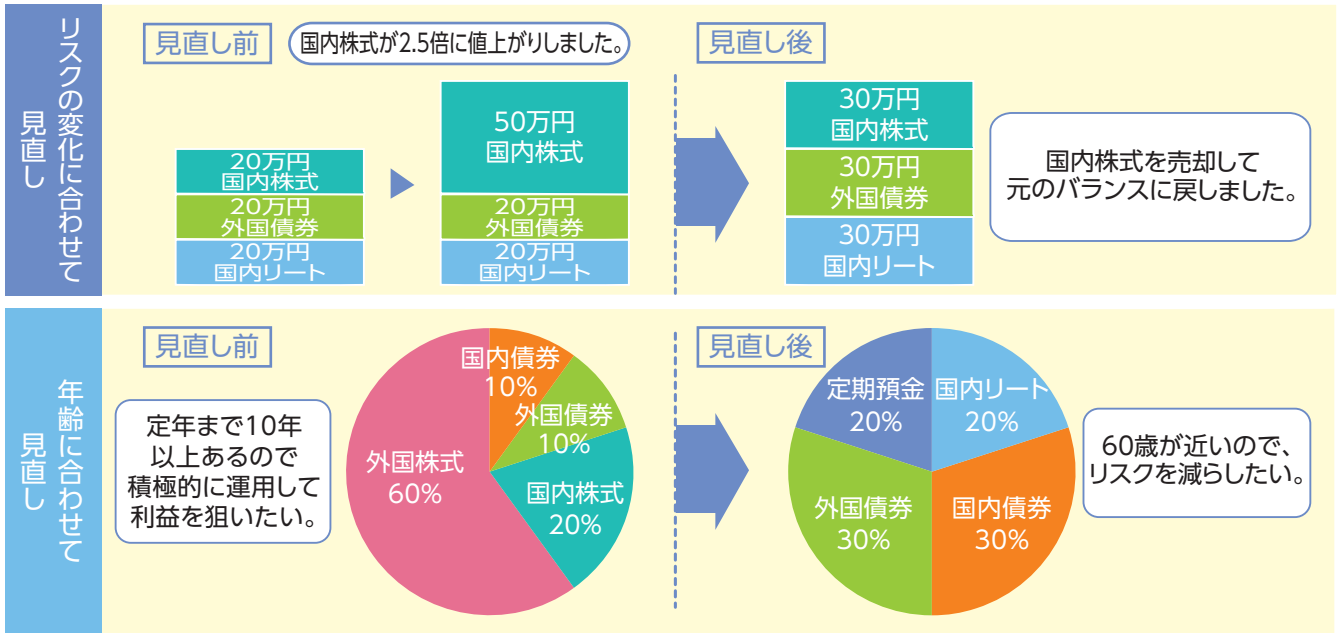 リスクの変化に合わせて
見直し
見直し前
国内株式が2.5倍に値上がりしました。
20万円
国内株式
20万円
外国債券
20万円
国内リート
50万円
国内株式
20万円
外国債券
20万円
国内リート
見直し後
30万円
国内株式
30万円
外国債券
30万円
国内リート
国内株式を売却して
元のバランスに戻しました。
年齢に合わせて
見直し
見直し前
定年まで10年
以上あるので
積極的に運用して
利益を狙いたい。
国内債券
10%
外国債券
10%
国内株式
20%
外国株式
60%
見直し後
国内リート
20%
国内債券
30%
外国債券
30%
定期預金
20%
60歳が近いので、
リスクを減らしたい。